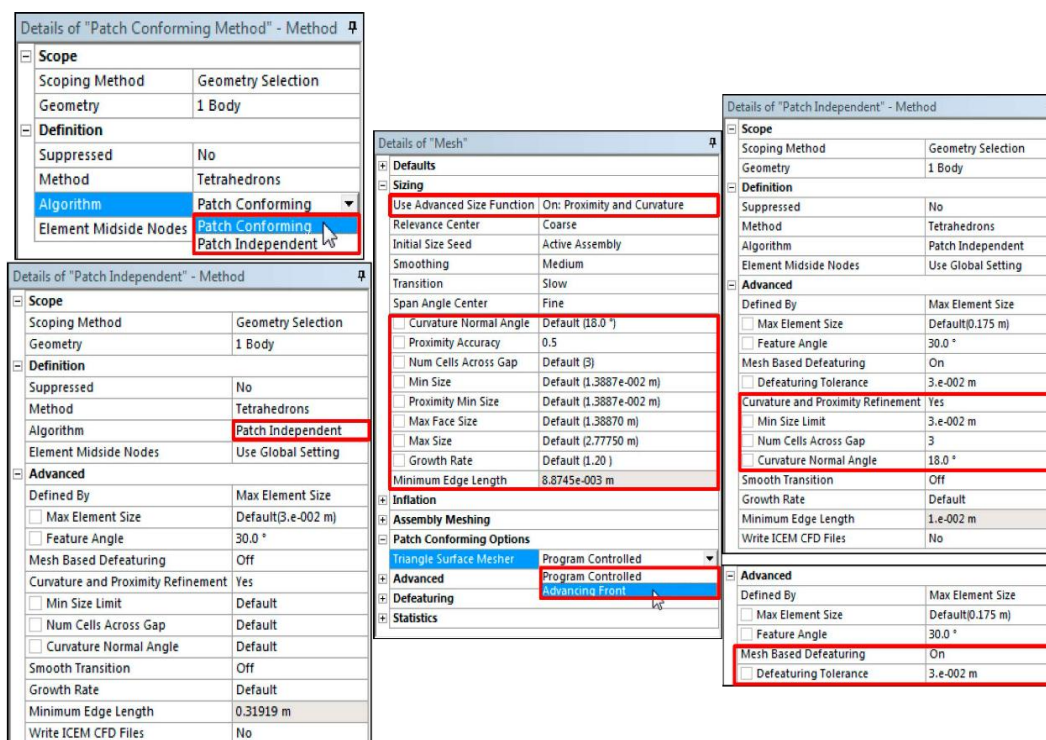 Details of "Patch Conforming Method" - Method
Scope
Scoping Method Geometry Selection
Geometry 1 Body
Definition
Suppressed No
Method Tetrahedrons
Algorithm Patch Conforming
Element Midside Nodes Patch Conforming
Patch Independent
Details of "Patch Independent" - Method
Scope
Scoping Method Geometry Selection
Geometry 1 Body
Definition
Suppressed No
Method Tetrahedrons
Algorithm Patch Independent
Element Midside Nodes Use Global Setting
Advanced
Defined By Max Element Size
Max Element Size Default(3.e-002 m)
Feature Angle 30.0 °
Mesh Based Defeaturing Off
Curvature and Proximity Refinement Yes
Min Size Limit Default
Num Cells Across Gap Default
Curvature Normal Angle Default
Smooth Transition Off
Growth Rate Default
Minimum Edge Length 0.31919 m
Write ICEM CFD Files No
Details of "Mesh"
Defaults
Sizing
Use Advanced Size Function On: Proximity and Curvature
Relevance Center Coarse
Initial Size Seed Active Assembly
Smoothing Medium
Transition Slow
Span Angle Center Fine
Curvature Normal Angle Default (18.0 °)
Proximity Accuracy 0.5
Num Cells Across Gap Default (3)
Min Size Default (1.3887e-002 m)
Proximity Min Size Default (1.3887e-002 m)
Max Face Size Default (1.38870 m)
Max Size Default (2.77750 m)
Growth Rate Default (1.20 )
Minimum Edge Length 8.8745e-003 m
Inflation
Assembly Meshing
Patch Conforming Options
Triangle Surface Mesher Program Controlled
Advanced Program Controlled
Defeaturing Advancing Front
Statistics
Details of "Patch Independent" - Method
Scope
Scoping Method Geometry Selection
Geometry 1 Body
Definition
Suppressed No
Method Tetrahedrons
Algorithm Patch Independent
Element Midside Nodes Use Global Setting
Advanced
Defined By Max Element Size
Max Element Size Default(0.175 m)
Feature Angle 30.0 °
Mesh Based Defeaturing On
Defeaturing Tolerance 3.e-002 m
Curvature and Proximity Refinement Yes
Min Size Limit 3.e-002 m
Num Cells Across Gap 3
Curvature Normal Angle 18.0 °
Smooth Transition Off
Growth Rate Default
Minimum Edge Length 1.e-002 m
Write ICEM CFD Files No
Advanced
Defined By Max Element Size
Max Element Size Default(0.175 m)
Feature Angle 30.0 °
Mesh Based Defeaturing On
Defeaturing Tolerance 3.e-002 m